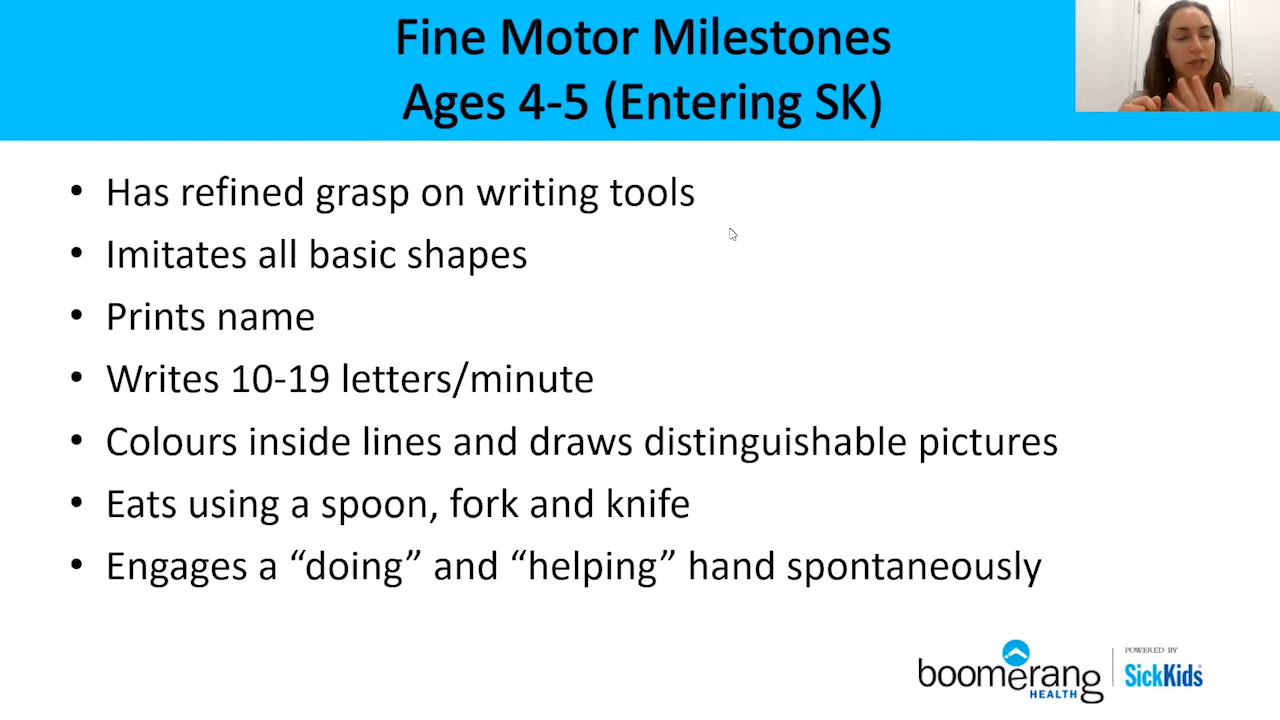 Fine Motor Milestones
Ages 4-5 (Entering SK)
• Has refined grasp on writing tools
• Imitates all basic shapes
• Prints name
• Writes 10-19 letters/minute
• Colours inside lines and draws distinguishable pictures
• Eats using a spoon, fork and knife
• Engages a “doing” and “helping” hand spontaneously
boomerang
HEALTH
POWERED BY
SickKids